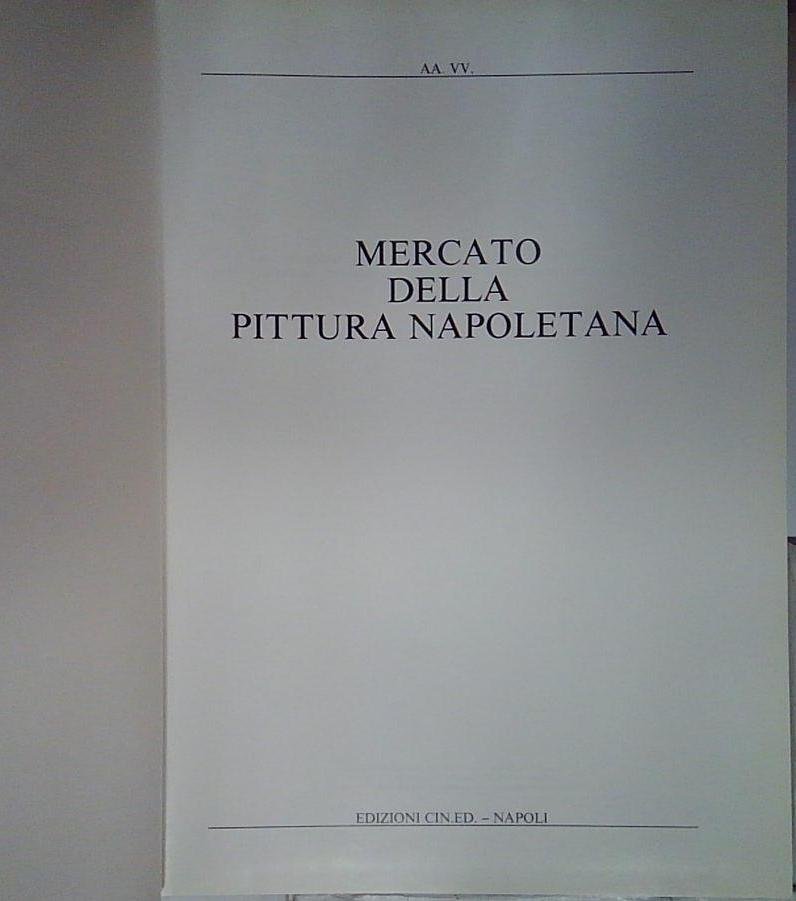 AA. VV.
MERCATO
DELLA
PITTURA NAPOLETANA
EDIZIONI CIN.ED. – NAPOLI